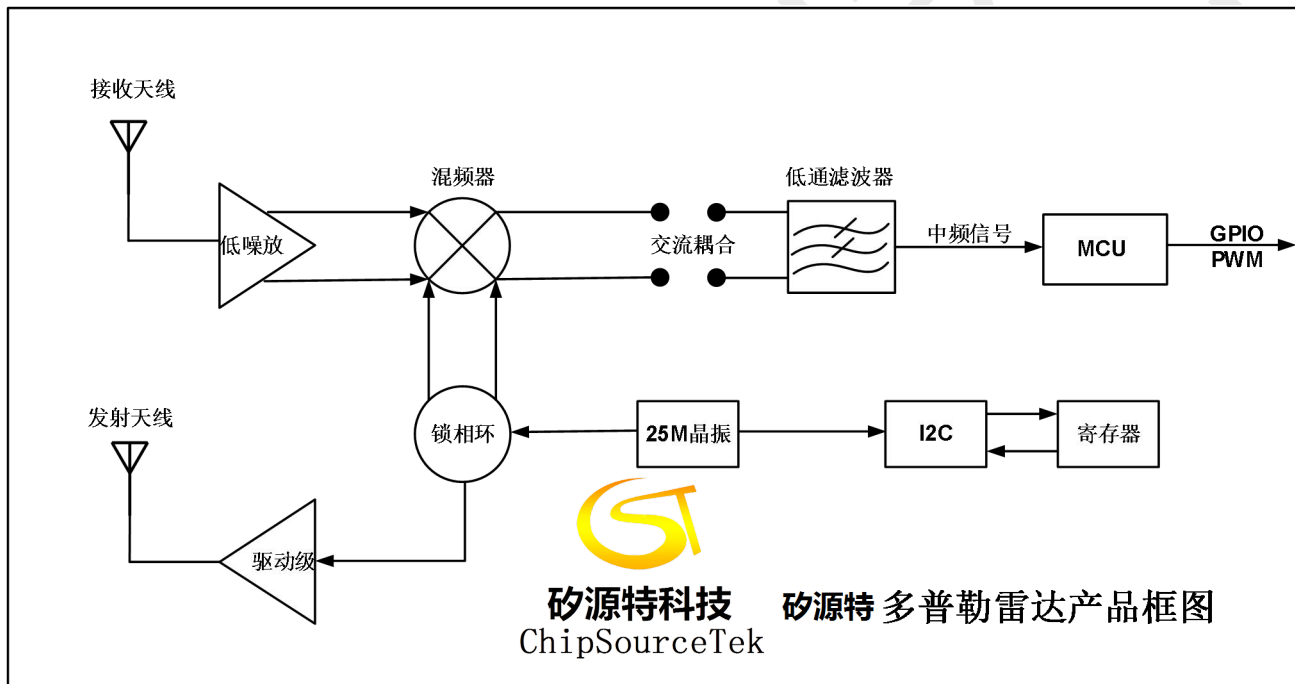 接收天线
混频器
低通滤波器
低噪放
交流耦合
中频信号
MCU
GPIO
PWM
发射天线
锁相环
25M晶振
I2C
寄存器
驱动级
矽源特科技
ChipSourceTek
矽源特多普勒雷达产品框图